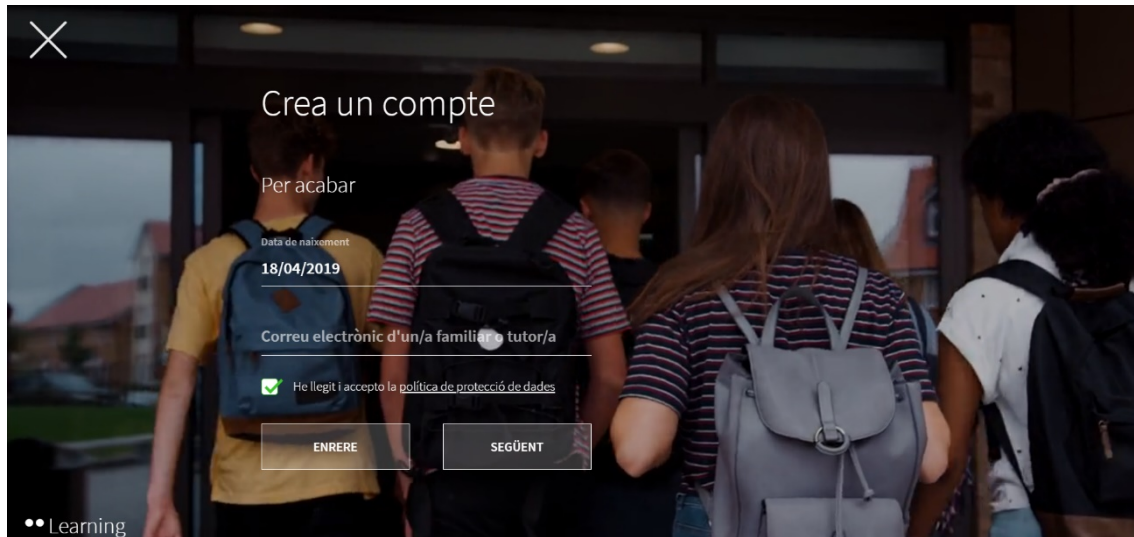 Crea un compte
Per acabar
Data de naixement
18/04/2019
Correu electrònic d'un/a familiar o tutor/a
He llegit i accepto la política de protecció de dades
ENRERE SEGÜENT
Learning